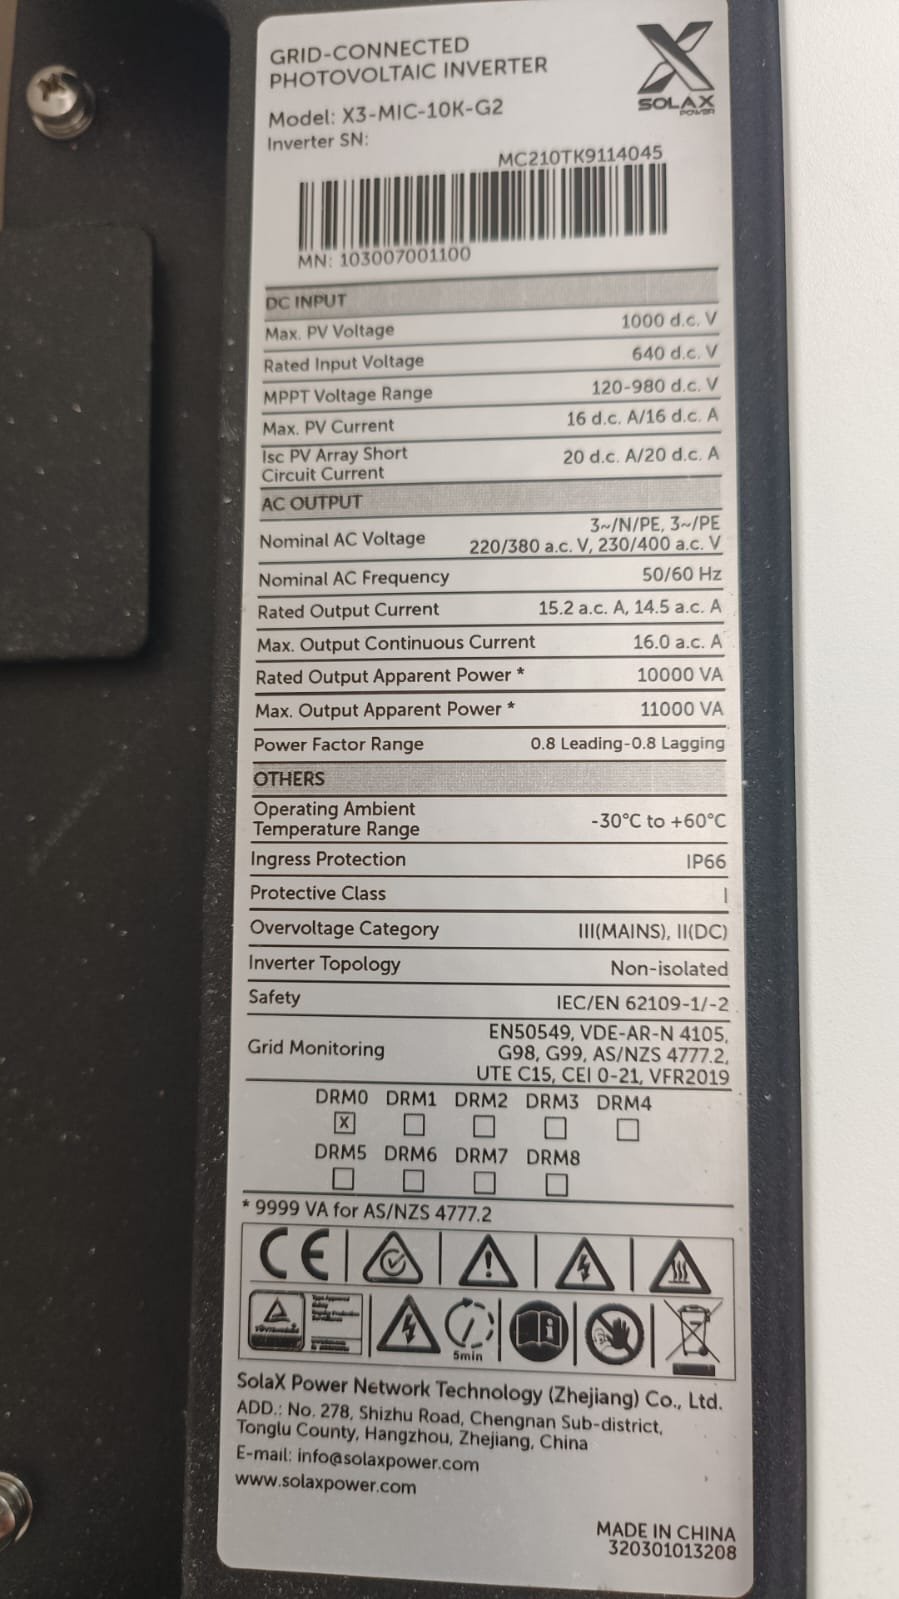 GRID-CONNECTED
PHOTOVOLTAIC INVERTER
SOLAX
POWER
Model: X3-MIC-10K-G2
Inverter SN:
MC210TK9114045
MN: 103007001100
DC INPUT
Max. PV Voltage 1000 d.c. V
Rated Input Voltage 640 d.c. V
MPPT Voltage Range 120-980 d.c. V
Max. PV Current 16 d.c. A/16 d.c. A
Isc PV Array Short
Circuit Current 20 d.c. A/20 d.c. A
AC OUTPUT
Nominal AC Voltage 3~/N/PE, 3~/PE
220/380 a.c. V, 230/400 a.c. V
Nominal AC Frequency 50/60 Hz
Rated Output Current 15.2 a.c. A, 14.5 a.c. A
Max. Output Continuous Current 16.0 a.c. A
Rated Output Apparent Power * 10000 VA
Max. Output Apparent Power * 11000 VA
Power Factor Range 0.8 Leading-0.8 Lagging
OTHERS
Operating Ambient
Temperature Range -30°C to +60°C
Ingress Protection IP66
Protective Class I
Overvoltage Category III(MAINS), II(DC)
Inverter Topology Non-isolated
Safety IEC/EN 62109-1/-2
Grid Monitoring EN50549, VDE-AR-N 4105,
G98, G99, AS/NZS 4777.2,
UTE C15, CEI 0-21, VFR2019
DRM0 DRM1 DRM2 DRM3 DRM4
X
DRM5 DRM6 DRM7 DRM8
* 9999 VA for AS/NZS 4777.2
CE
5min
SolaX Power Network Technology (Zhejiang) Co., Ltd.
ADD.: No. 278, Shizhu Road, Chengnan Sub-district,
Tonglu County, Hangzhou, Zhejiang, China
E-mail: info@solaxpower.com
www.solaxpower.com
MADE IN CHINA
320301013208